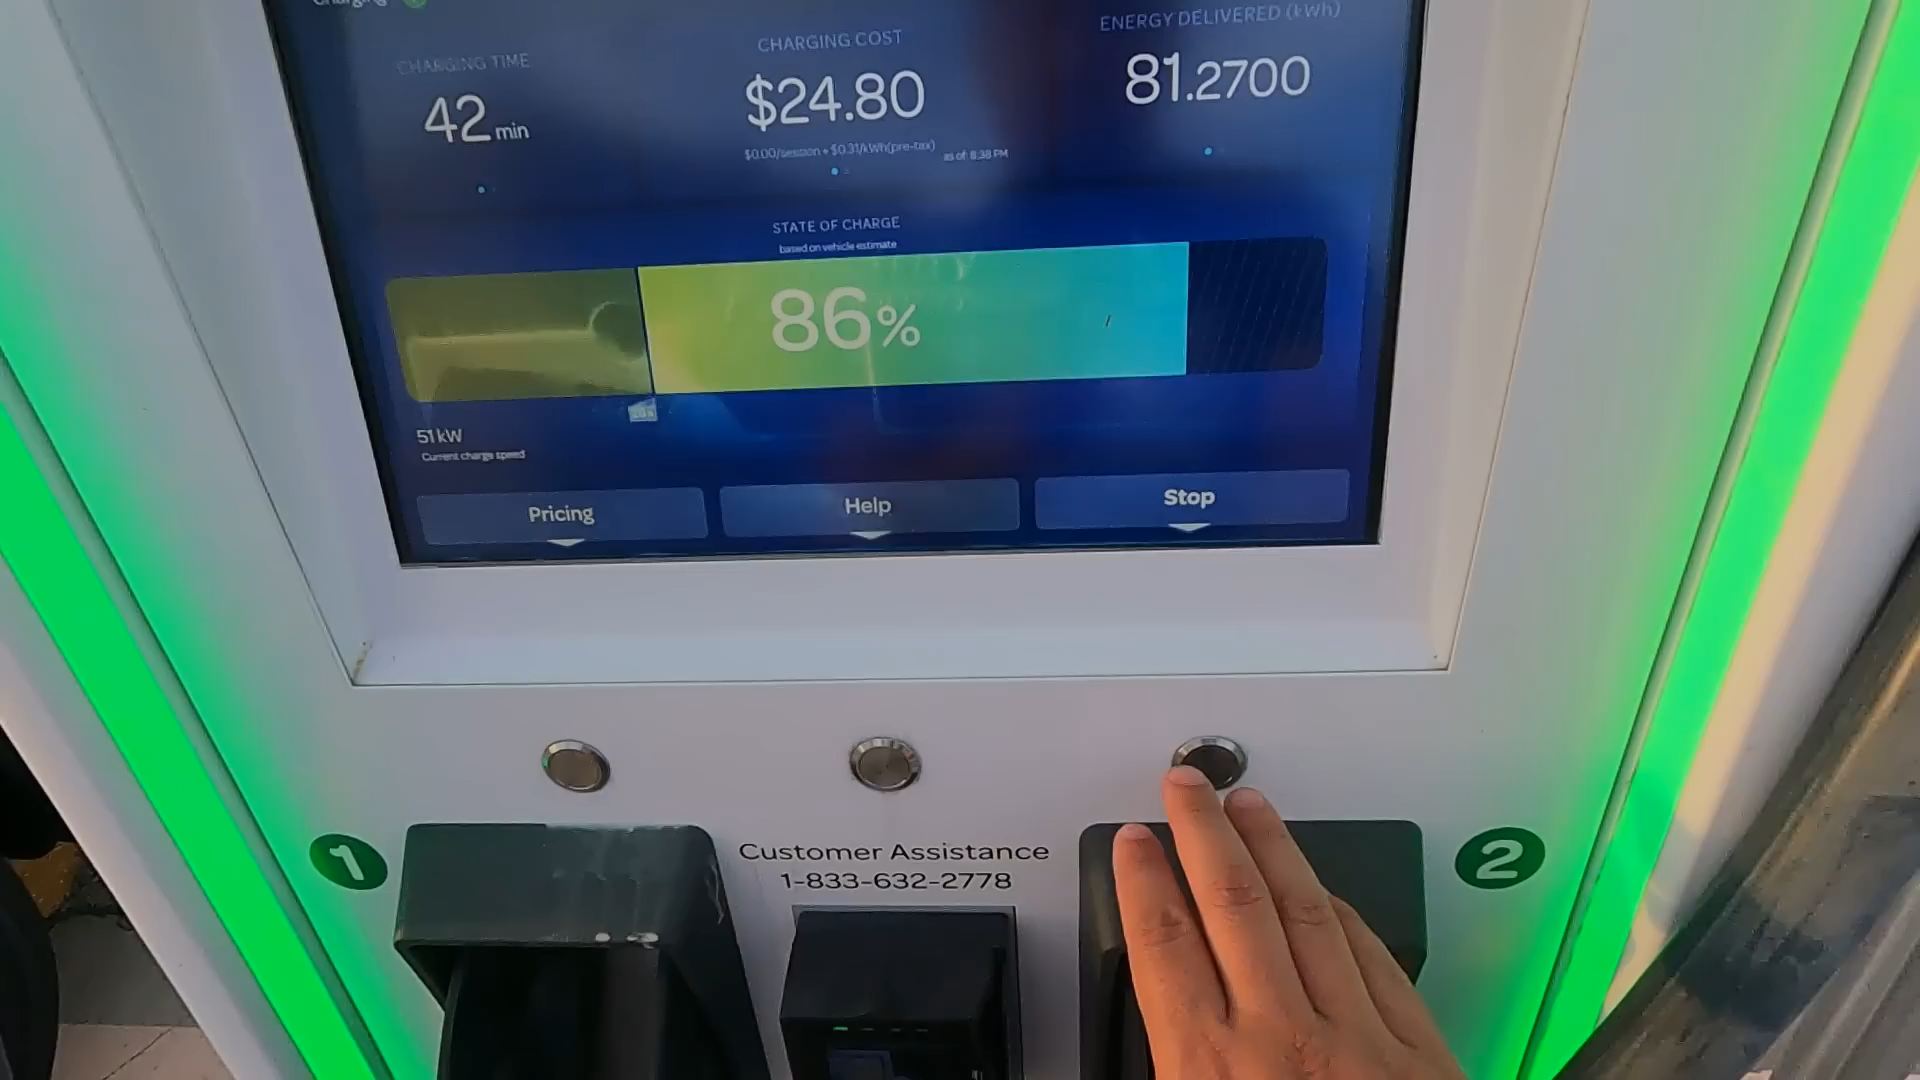 Charging
CHARGING TIME
42 min
CHARGING COST
$24.80
$0.00/session + $0.31/kWh(pre-tax)
as of 8:38 PM
ENERGY DELIVERED (kWh)
81.2700
STATE OF CHARGE
based on vehicle estimate
86%
51 kW
Current charge speed
Pricing
Help
Stop
1
Customer Assistance
1-833-632-2778
2